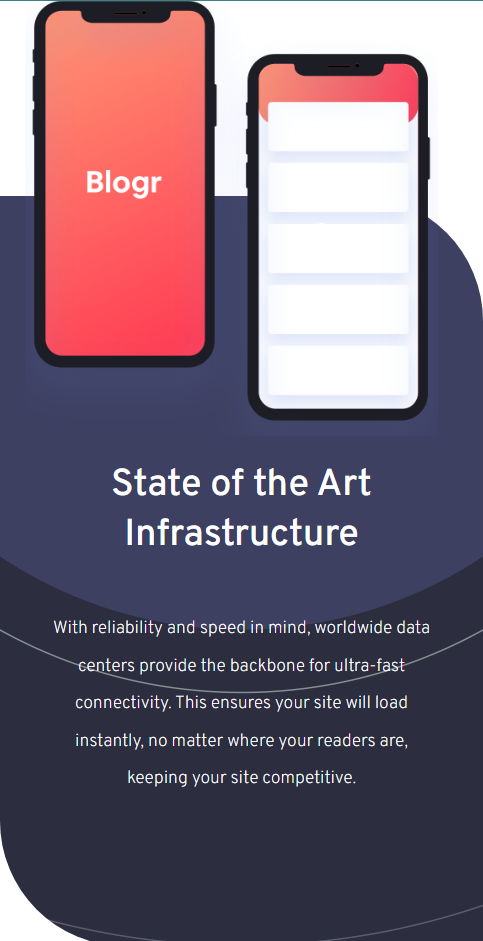 Blogr
State of the Art
Infrastructure
With reliability and speed in mind, worldwide data
centers provide the backbone for ultra-fast
connectivity. This ensures your site will load
instantly, no matter where your readers are,
keeping your site competitive.